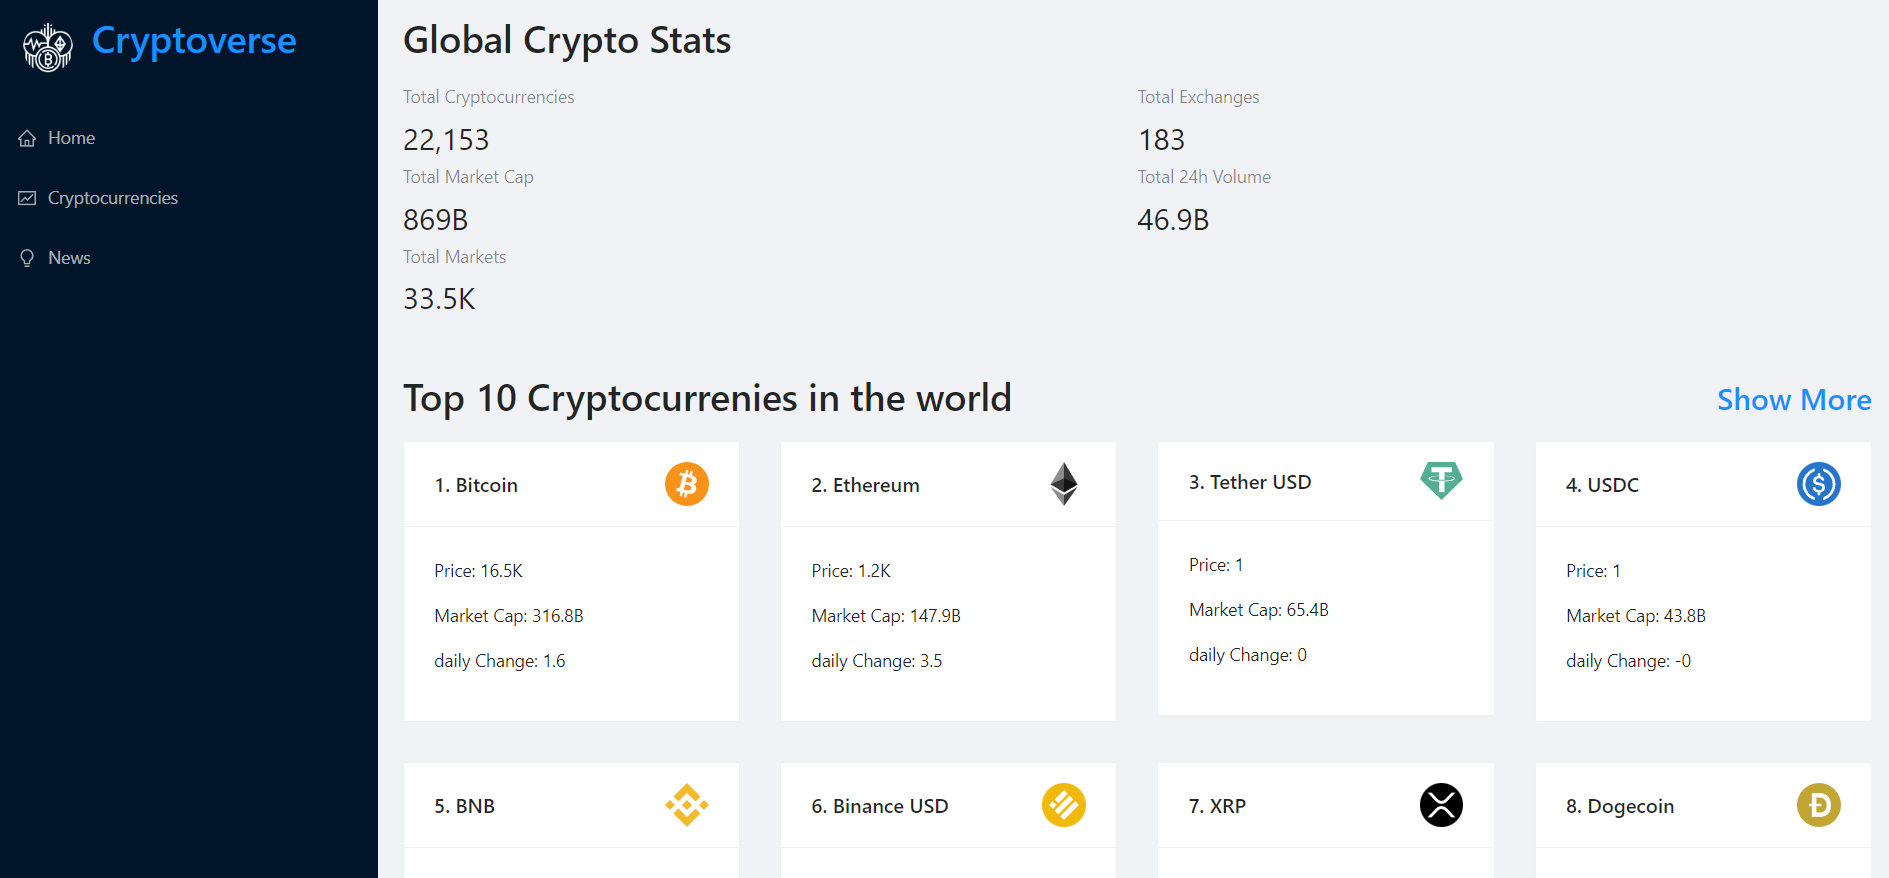 Cryptoverse
Home
Cryptocurrencies
News
Global Crypto Stats
Total Cryptocurrencies
22,153
Total Exchanges
183
Total Market Cap
869B
Total 24h Volume
46.9B
Total Markets
33.5K
Top 10 Cryptocurrenies in the world
Show More
1. Bitcoin
Price: 16.5K
Market Cap: 316.8B
daily Change: 1.6
2. Ethereum
Price: 1.2K
Market Cap: 147.9B
daily Change: 3.5
3. Tether USD
Price: 1
Market Cap: 65.4B
daily Change: 0
4. USDC
Price: 1
Market Cap: 43.8B
daily Change: -0
5. BNB
6. Binance USD
7. XRP
8. Dogecoin